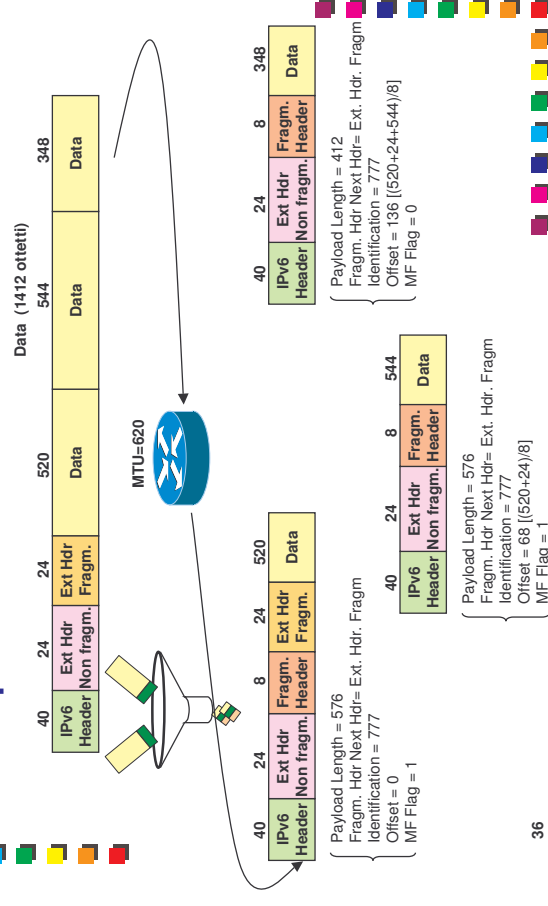 Data (1412 ottetti)
40 24 24 520 544 348
IPv6 Header Ext Hdr Non fragm. Ext Hdr Fragm. Data Data Data
MTU=620
40 24 8 24 520
IPv6 Header Ext Hdr Non fragm. Fragm. Header Ext Hdr Fragm. Data
Payload Length = 576
Fragm. Hdr Next Hdr= Ext. Hdr. Fragm
Identification = 777
Offset = 0
MF Flag = 1
40 24 8 544
IPv6 Header Ext Hdr Non fragm. Fragm. Header Data
Payload Length = 576
Fragm. Hdr Next Hdr= Ext. Hdr. Fragm
Identification = 777
Offset = 68 [(520+24)/8]
MF Flag = 1
40 24 8 348
IPv6 Header Ext Hdr Non fragm. Fragm. Header Data
Payload Length = 412
Fragm. Hdr Next Hdr= Ext. Hdr. Fragm
Identification = 777
Offset = 136 [(520+24+544)/8]
MF Flag = 0
36